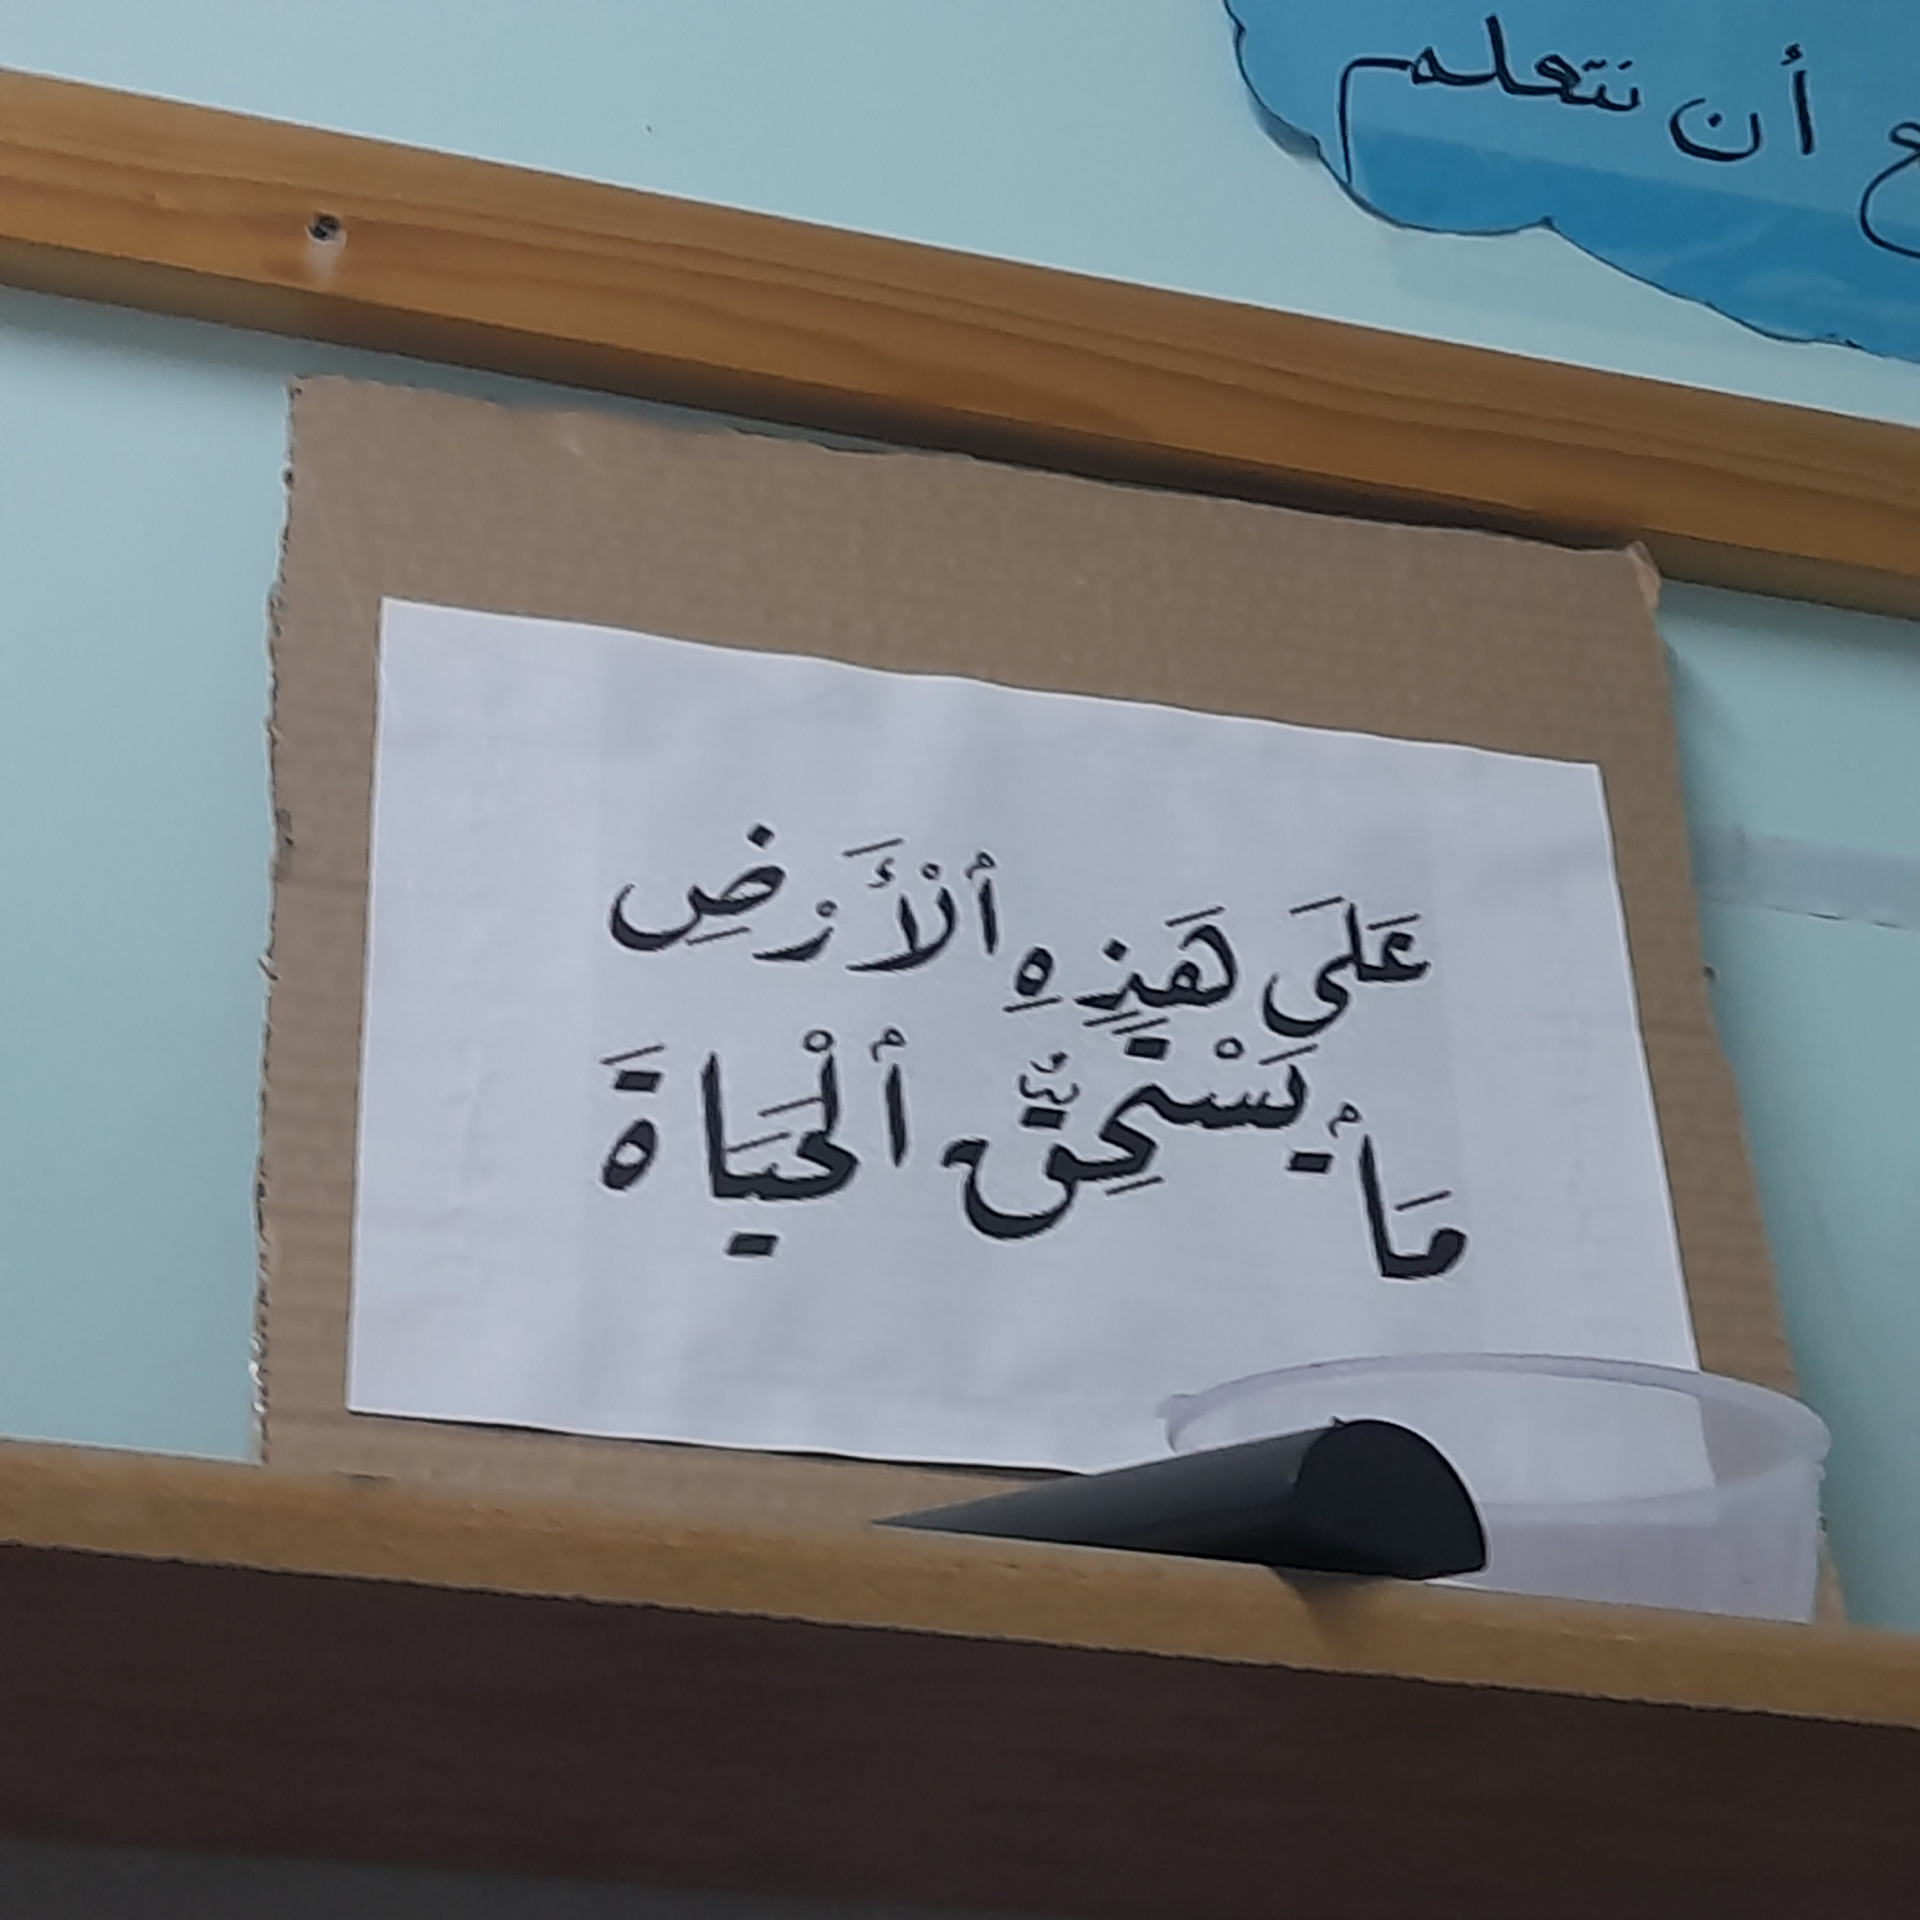 أن نتعلم
عَلَى هَذِهِ ٱلْأَرْضِ
مَا يَسْتَحِقُّ ٱلْحَيَاةَ